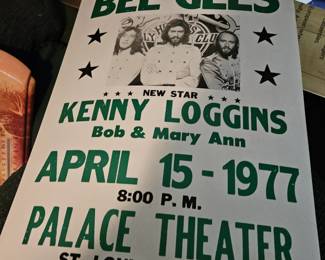 BEE GEES
NEW STAR
KENNY LOGGINS
Bob & Mary Ann
APRIL 15 - 1977
8:00 P. M.
PALACE THEATER